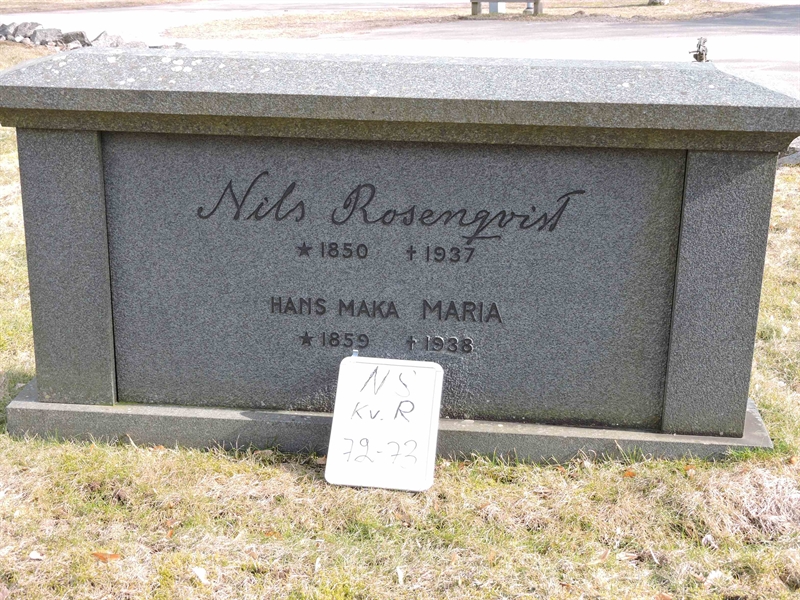 Nils Rosenqvist
★1850 †1937
HANS MAKA MARIA
★1859 †1938
NS
Kv. R
72-73